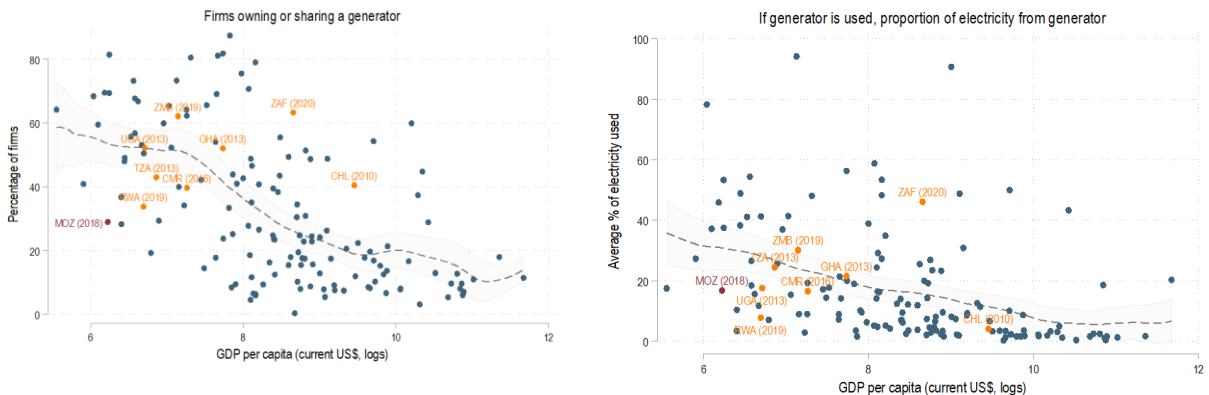 Firms owning or sharing a generator
Percentage of firms
80
60
40
20
0
ZMB (2019)
ZAF (2020)
UGA (2013)
GHA (2013)
TZA (2013)
CMR (2016)
CHL (2010)
RWA (2019)
MOZ (2018)
6
8
10
12
GDP per capita (current US$, logs)
If generator is used, proportion of electricity from generator
Average % of electricity used
100
80
60
40
20
0
ZAF (2020)
ZMB (2019)
TZA (2013)
GHA (2013)
MOZ (2018)
CMR (2016)
UGA (2013)
CHL (2010)
RWA (2019)
6
8
10
12
GDP per capita (current US$, logs)